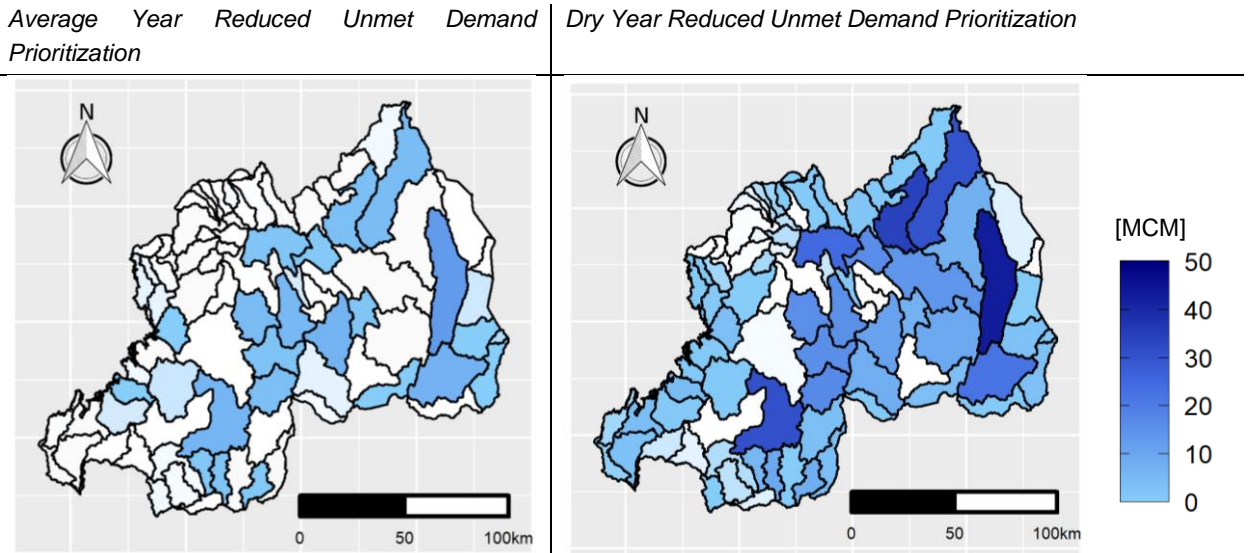 Average Year Reduced Unmet Demand
Prioritization
Dry Year Reduced Unmet Demand Prioritization
N
0 50 100km
N
0 50 100km
[MCM]
50
40
30
20
10
0